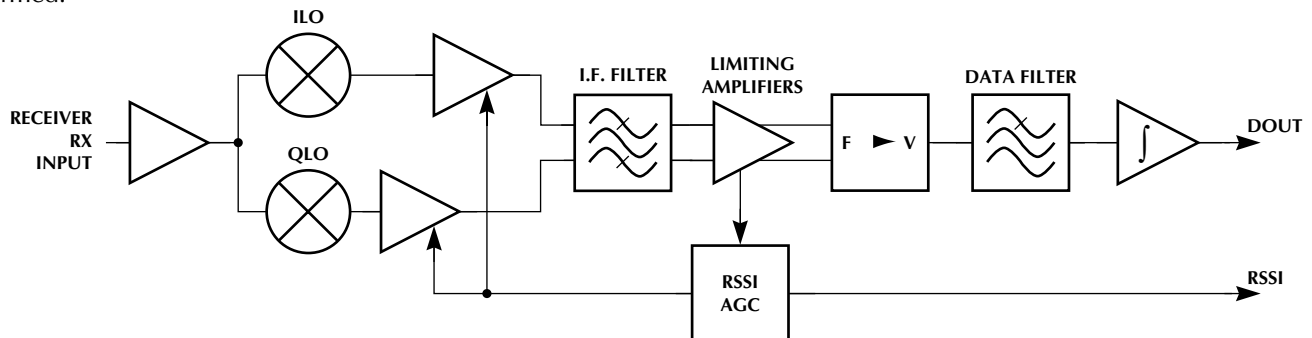 ILO
I.F. FILTER
LIMITING
AMPLIFIERS
DATA FILTER
RECEIVER
RX
INPUT
F
V
∫
DOUT
QLO
RSSI
AGC
RSSI